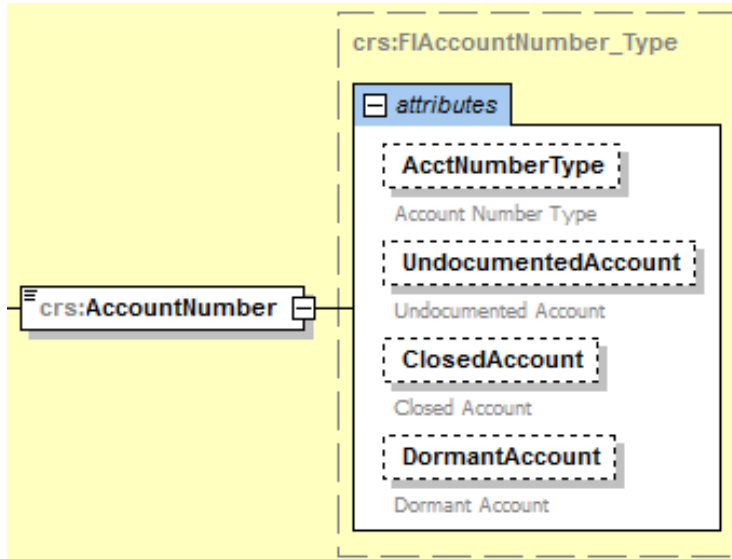 crs:FIAccountNumber_Type
attributes
AcctNumberType
Account Number Type
UndocumentedAccount
crs:AccountNumber
Undocumented Account
ClosedAccount
Closed Account
DormantAccount
Dormant Account